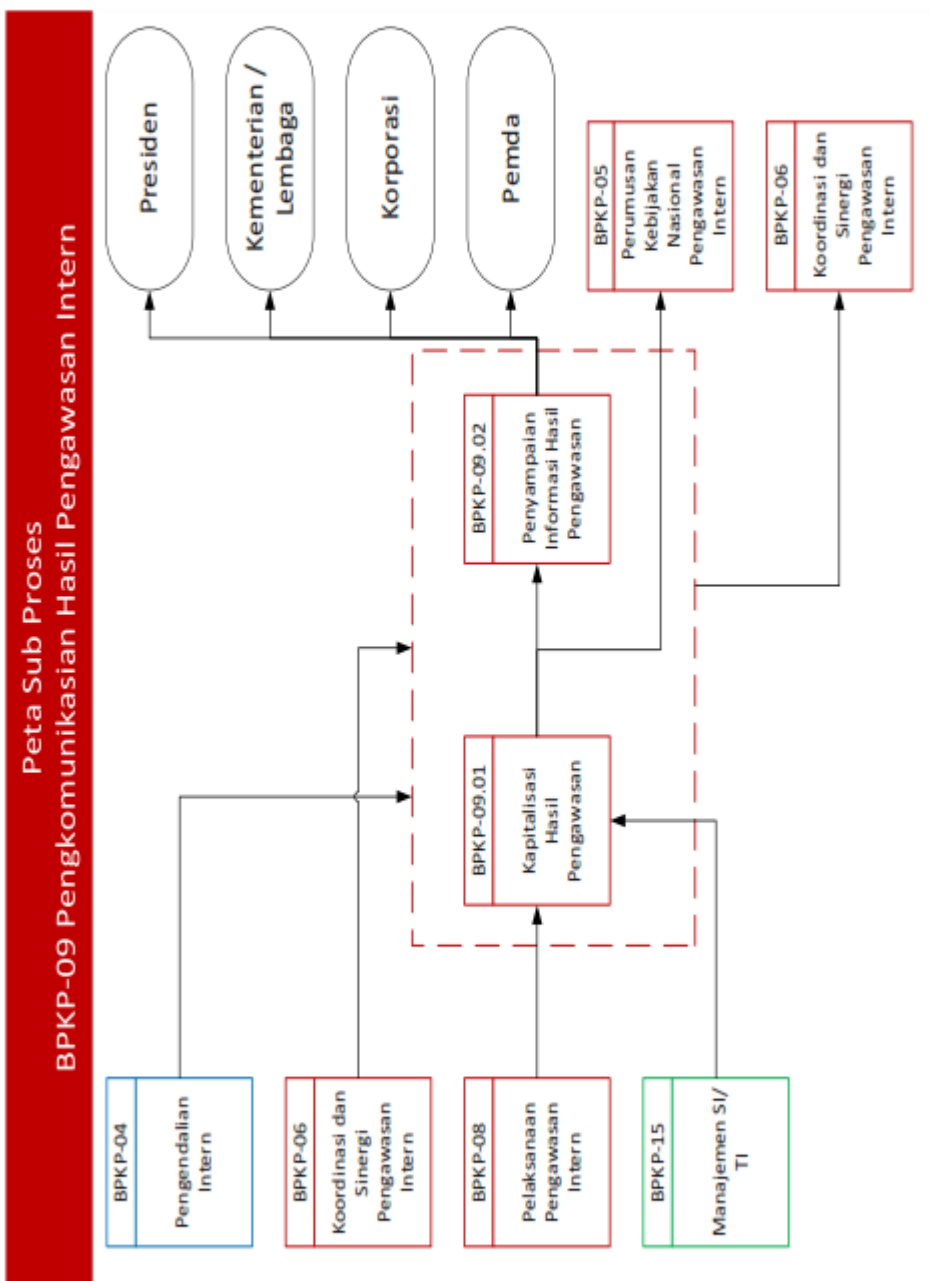 Peta Sub Proses
BPKP-09 Pengkomunikasian Hasil Pengawasan Intern
BPKP-04
Pengendalian
Intern
BPKP-06
Koordinasi dan
Sinergi
Pengawasan
Intern
BPKP-08
Pelaksanaan
Pengawasan
Intern
BPKP-15
Manajemen SI/
TI
BPKP-09.01
Kapitalisasi
Hasil
Pengawasan
BPKP-09.02
Penyampaian
Informasi Hasil
Pengawasan
Presiden
Kementerian /
Lembaga
Korporasi
Pemda
BPKP-05
Perumusan
Kebijakan
Nasional
Pengawasan
Intern
BPKP-06
Koordinasi dan
Sinergi
Pengawasan
Intern